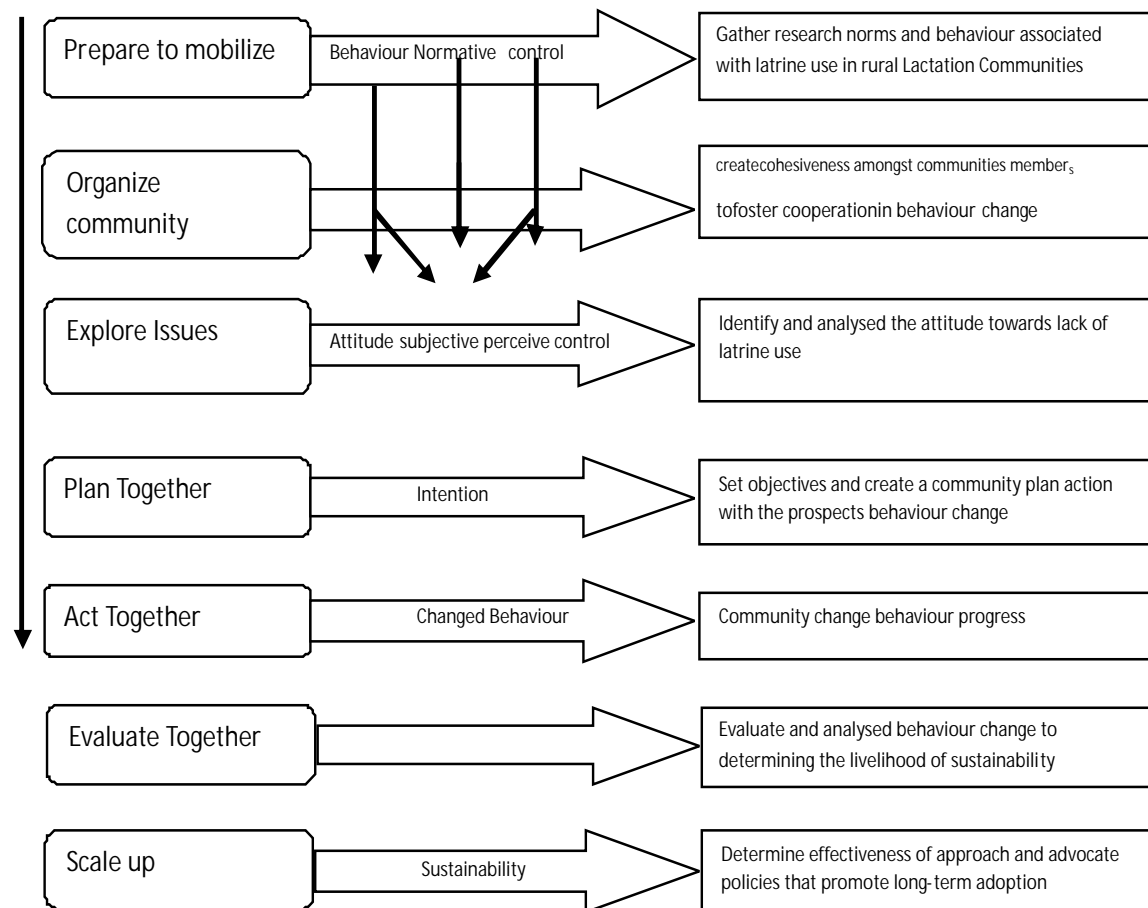 Prepare to mobilize
Behaviour Normative control
Gather research norms and behaviour associated
with latrine use in rural Lactation Communities
Organize
community
createcohesiveness amongst communities members
tofoster cooperationin behaviour change
Explore Issues
Attitude subjective perceive control
Identify and analysed the attitude towards lack of
latrine use
Plan Together
Intention
Set objectives and create a community plan action
with the prospects behaviour change
Act Together
Changed Behaviour
Community change behaviour progress
Evaluate Together
Evaluate and analysed behaviour change to
determining the livelihood of sustainability
Scale up
Sustainability
Determine effectiveness of approach and advocate
policies that promote long-term adoption